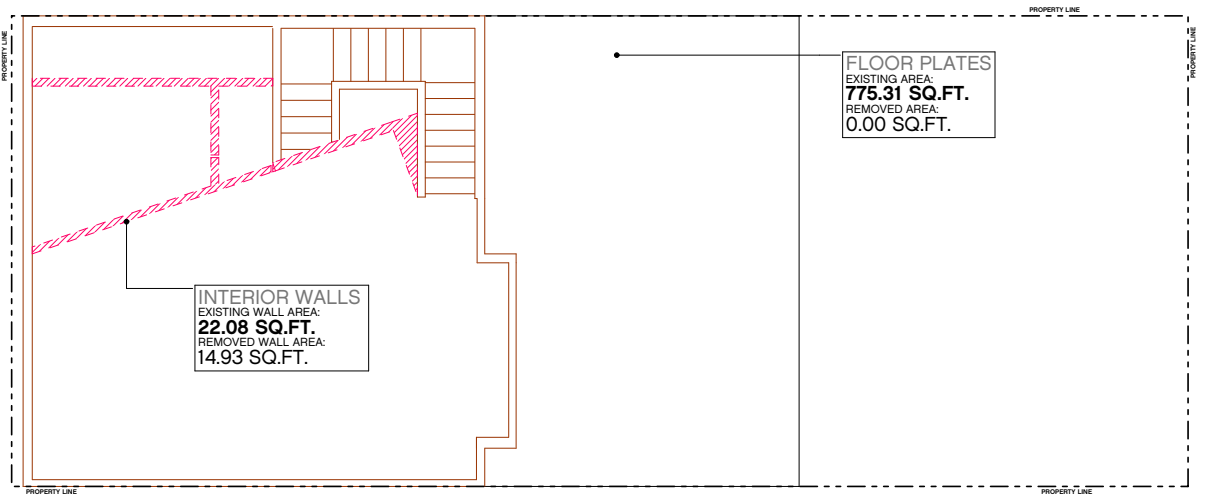 PROPERTY LINE
PROPERTY LINE
PROPERTY LINE
FLOOR PLATES
EXISTING AREA:
775.31 SQ.FT.
REMOVED AREA:
0.00 SQ.FT.
INTERIOR WALLS
EXISTING WALL AREA:
22.08 SQ.FT.
REMOVED WALL AREA:
14.93 SQ.FT.
PROPERTY LINE
PROPERTY LINE